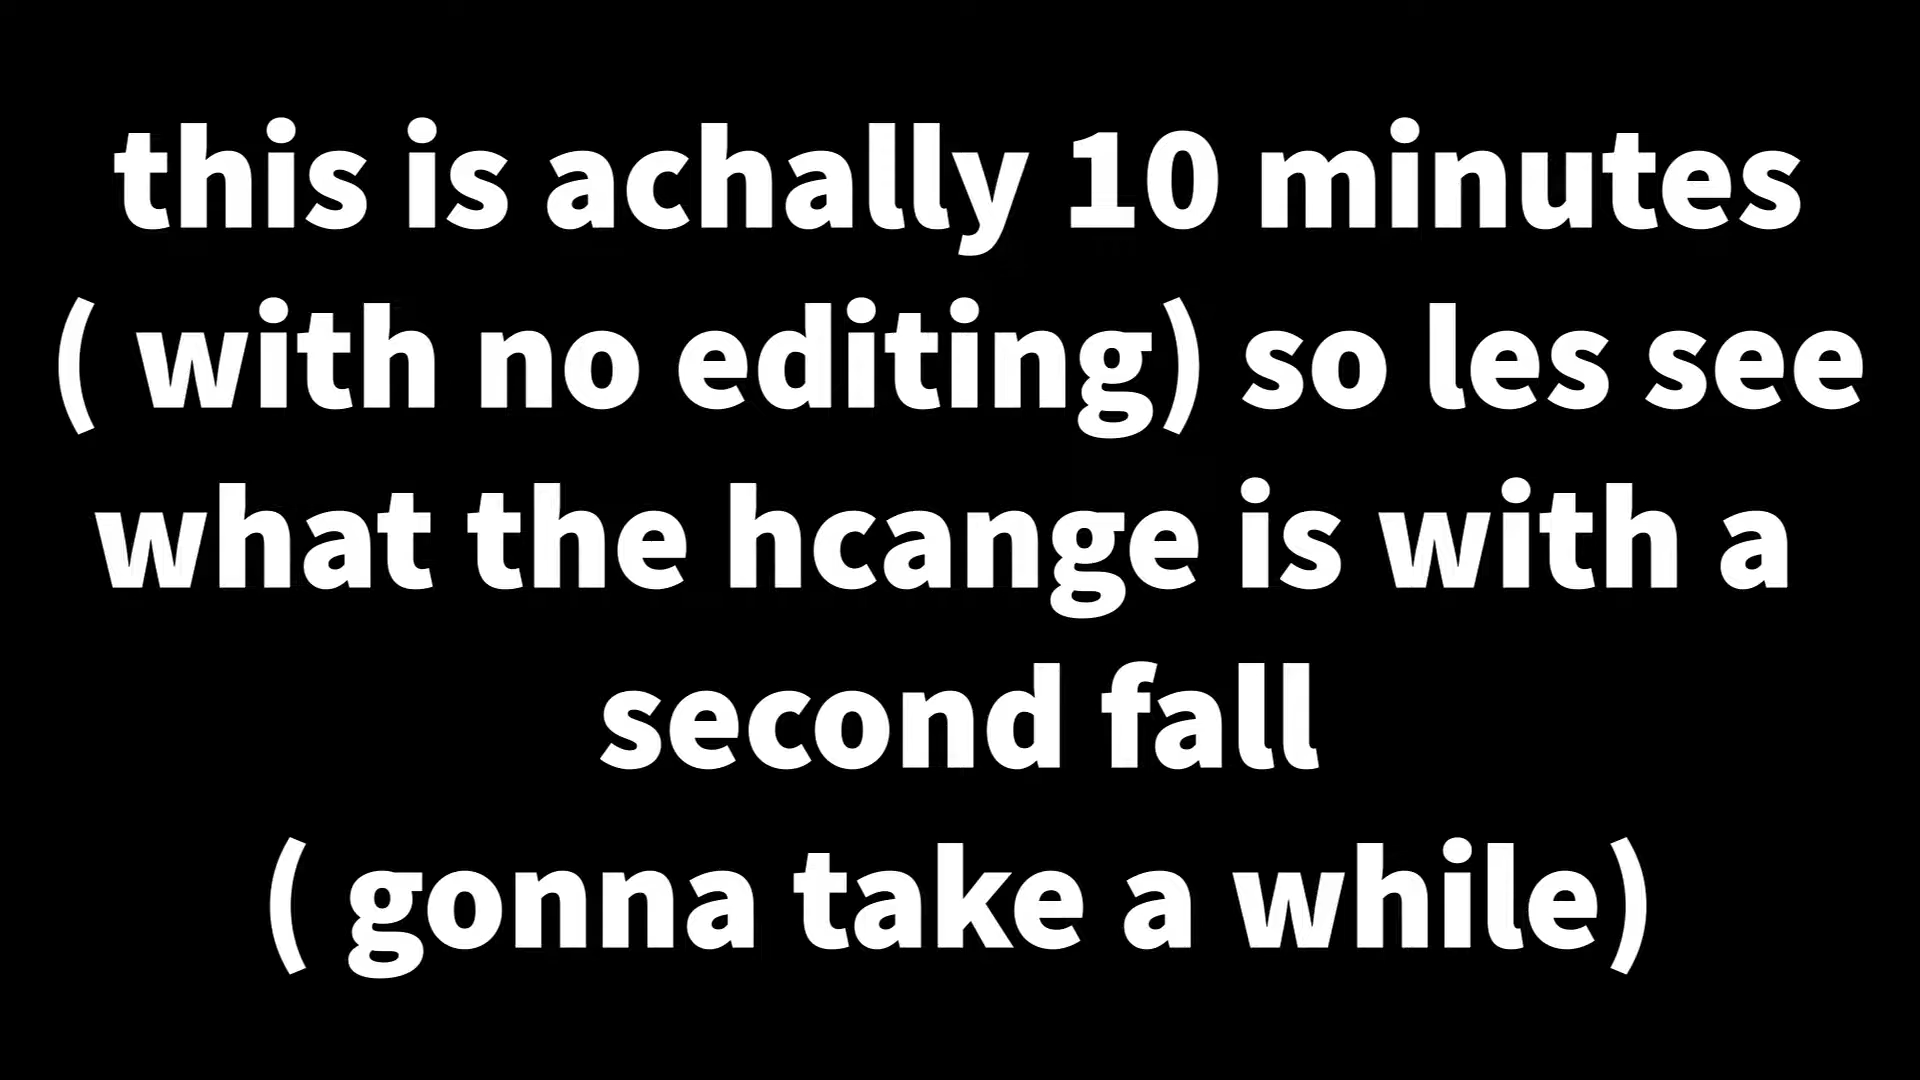 this is achally 10 minutes
( with no editing) so les see
what the hcange is with a
second fall
( gonna take a while)